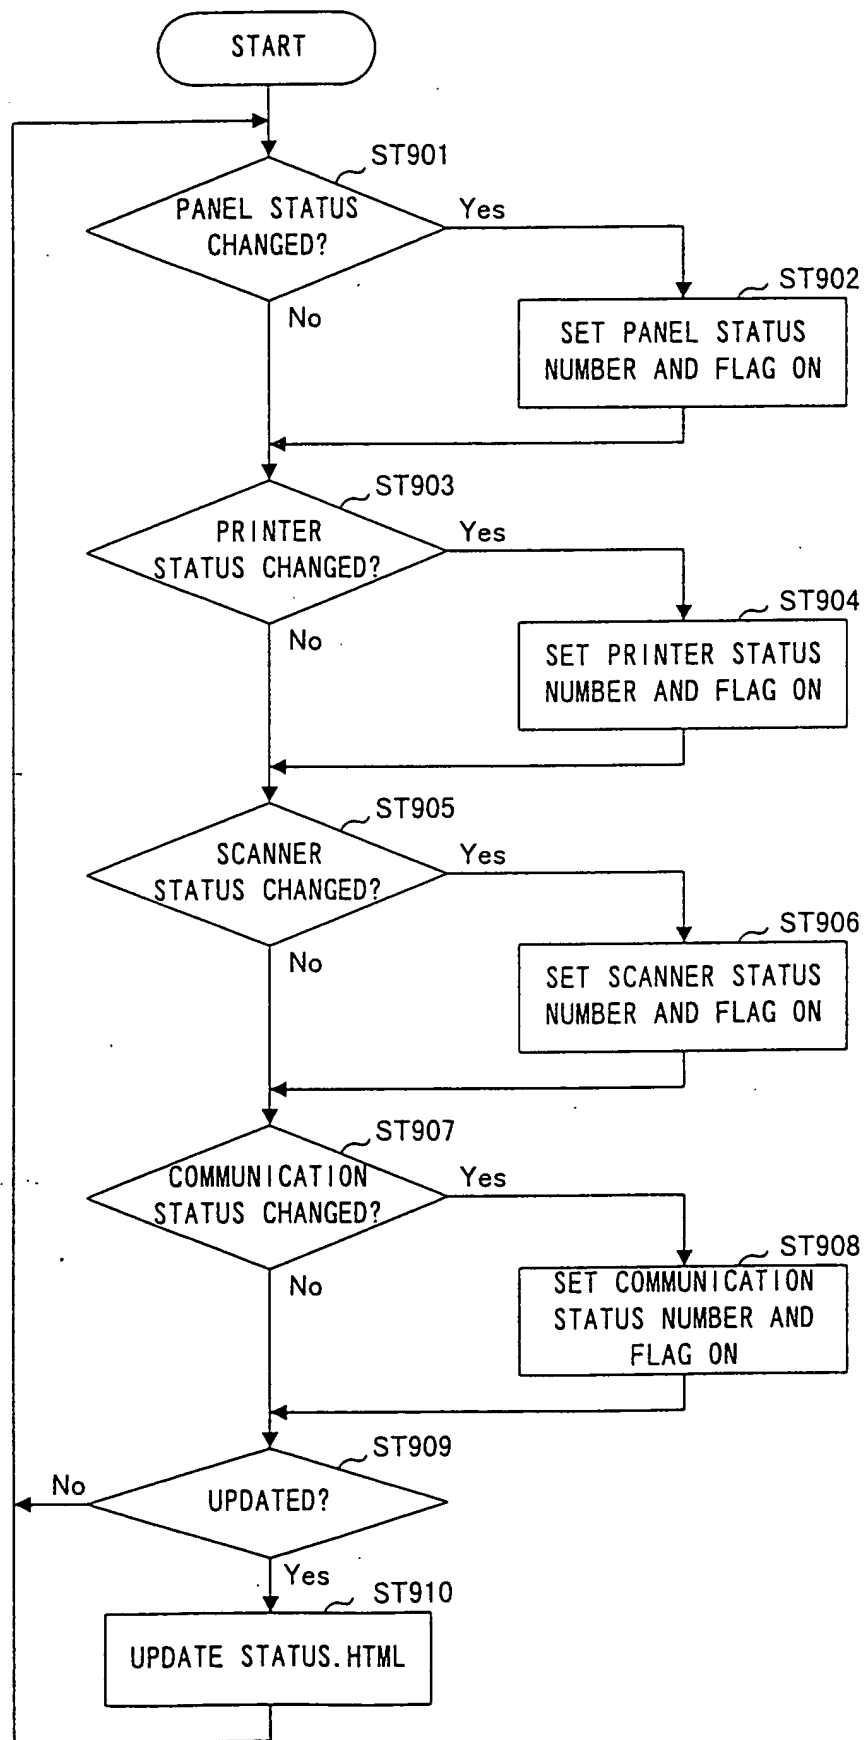 START
ST901
PANEL STATUS
CHANGED?
Yes
No
ST902
SET PANEL STATUS
NUMBER AND FLAG ON
ST903
PRINTER
STATUS CHANGED?
Yes
No
ST904
SET PRINTER STATUS
NUMBER AND FLAG ON
ST905
SCANNER
STATUS CHANGED?
Yes
No
ST906
SET SCANNER STATUS
NUMBER AND FLAG ON
ST907
COMMUNICATION
STATUS CHANGED?
Yes
No
ST908
SET COMMUNICATION
STATUS NUMBER AND
FLAG ON
ST909
UPDATED?
No
Yes
ST910
UPDATE STATUS.HTML